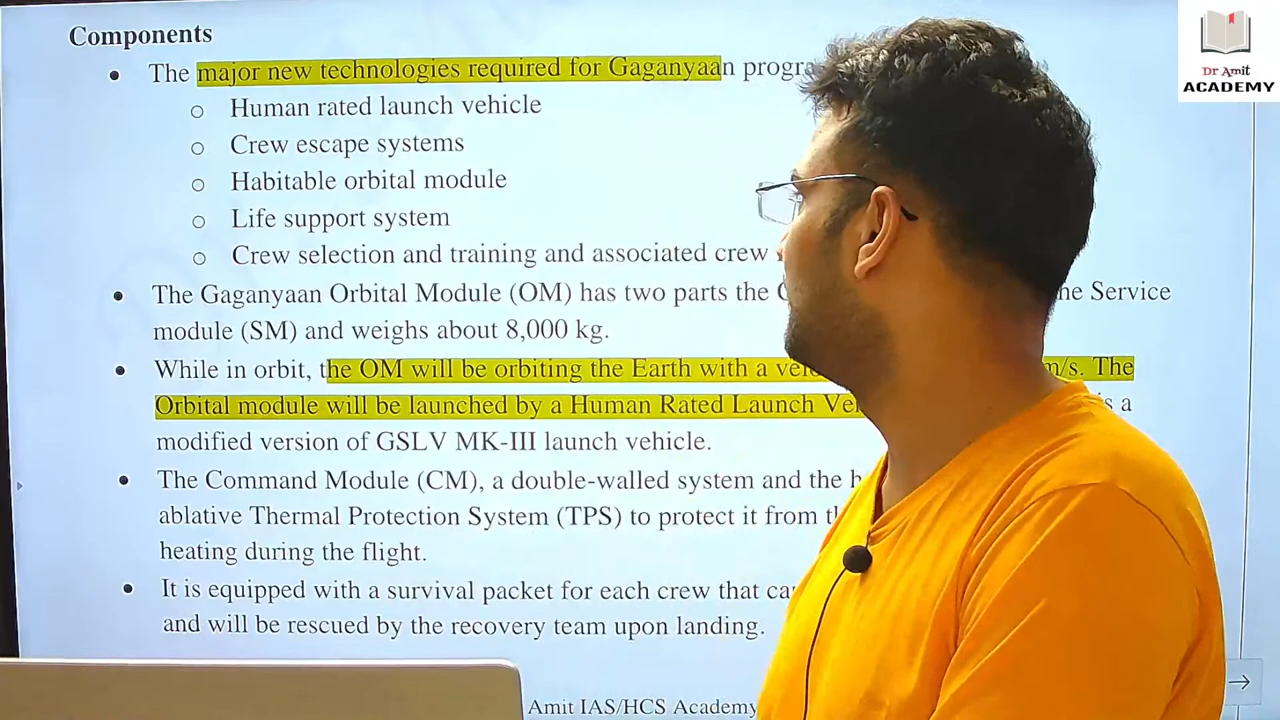 Components
The major new technologies required for Gaganyaan
Human rated launch vehicle
Crew escape systems
Habitable orbital module
Life support system
Crew selection and training and associated crew
The Gaganyaan Orbital Module (OM) has two parts the Service
module (SM) and weighs about 8,000 kg.
While in orbit, the OM will be orbiting the Earth with a m/s. The
Orbital module will be launched by a Human Rated Launch is a
modified version of GSLV MK-III launch vehicle.
The Command Module (CM), a double-walled system and the
ablative Thermal Protection System (TPS) to protect it from
heating during the flight.
It is equipped with a survival packet for each crew that
and will be rescued by the recovery team upon landing.
Amit IAS/HCS Academy
Dr Amit
ACADEMY